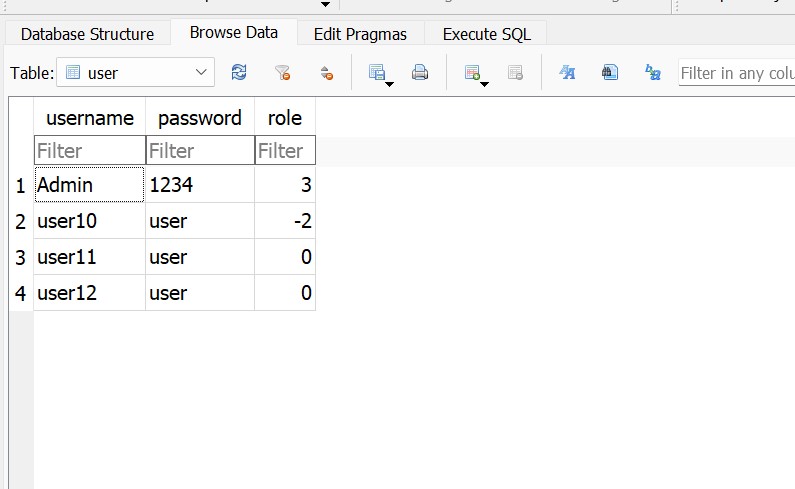 Database Structure Browse Data Edit Pragmas Execute SQL
Table: user Filter in any colu
username password role
Filter Filter Filter
1 Admin 1234 3
2 user10 user -2
3 user11 user 0
4 user12 user 0